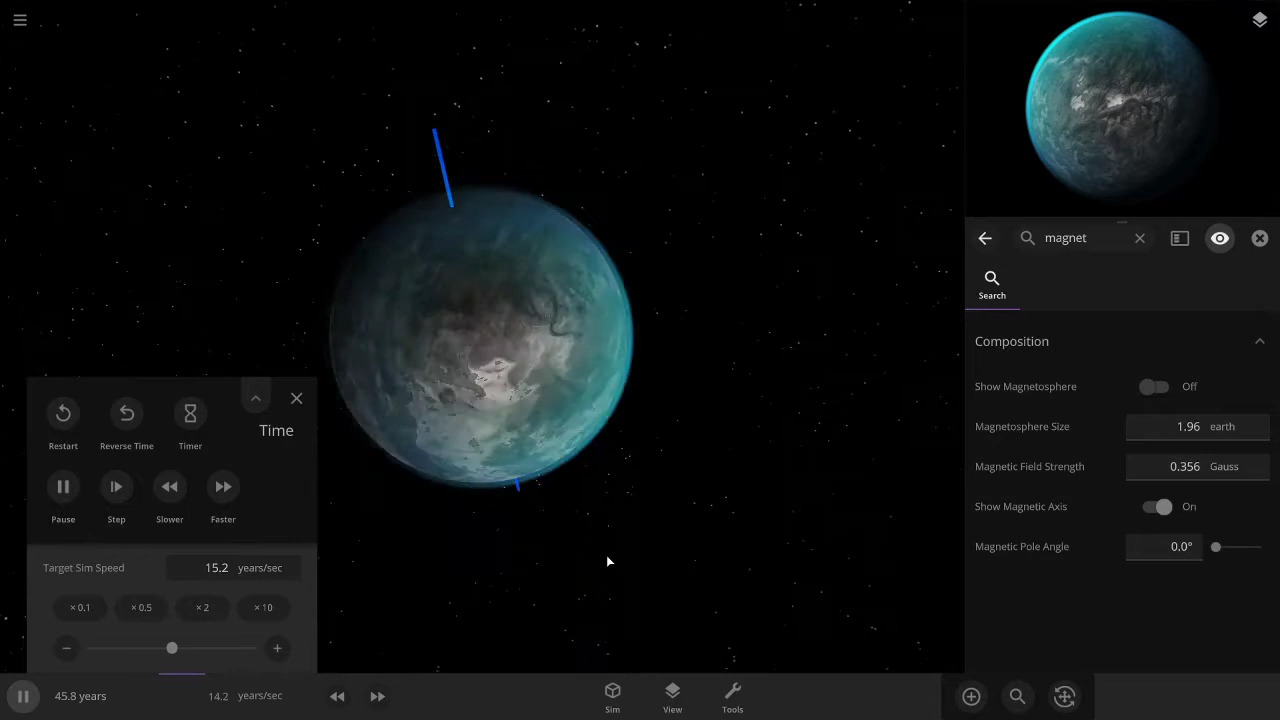 magnet
Search
Composition
Show Magnetosphere Off
Magnetosphere Size 1.96 earth
Magnetic Field Strength 0.356 Gauss
Show Magnetic Axis On
Magnetic Pole Angle 0.0°
Time
Restart Reverse Time Timer
Pause Step Slower Faster
Target Sim Speed 15.2 years/sec
× 0.1 × 0.5 × 2 × 10
45.8 years 14.2 years/sec
Sim View Tools